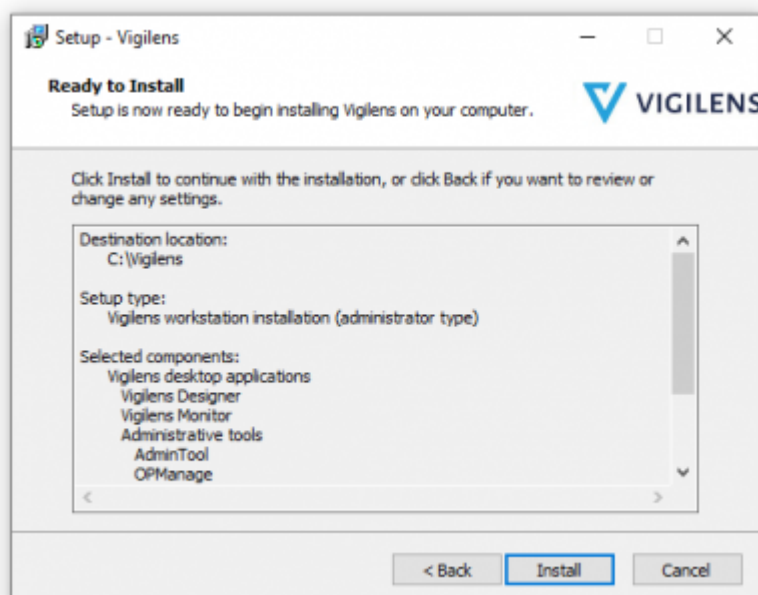 Setup - Vigilens
Ready to Install
Setup is now ready to begin installing Vigilens on your computer.
VIGILENS
Click Install to continue with the installation, or click Back if you want to review or
change any settings.
Destination location:
C:\Vigilens
Setup type:
Vigilens workstation installation (administrator type)
Selected components:
Vigilens desktop applications
Vigilens Designer
Vigilens Monitor
Administrative tools
AdminTool
OPManage
< Back
Install
Cancel